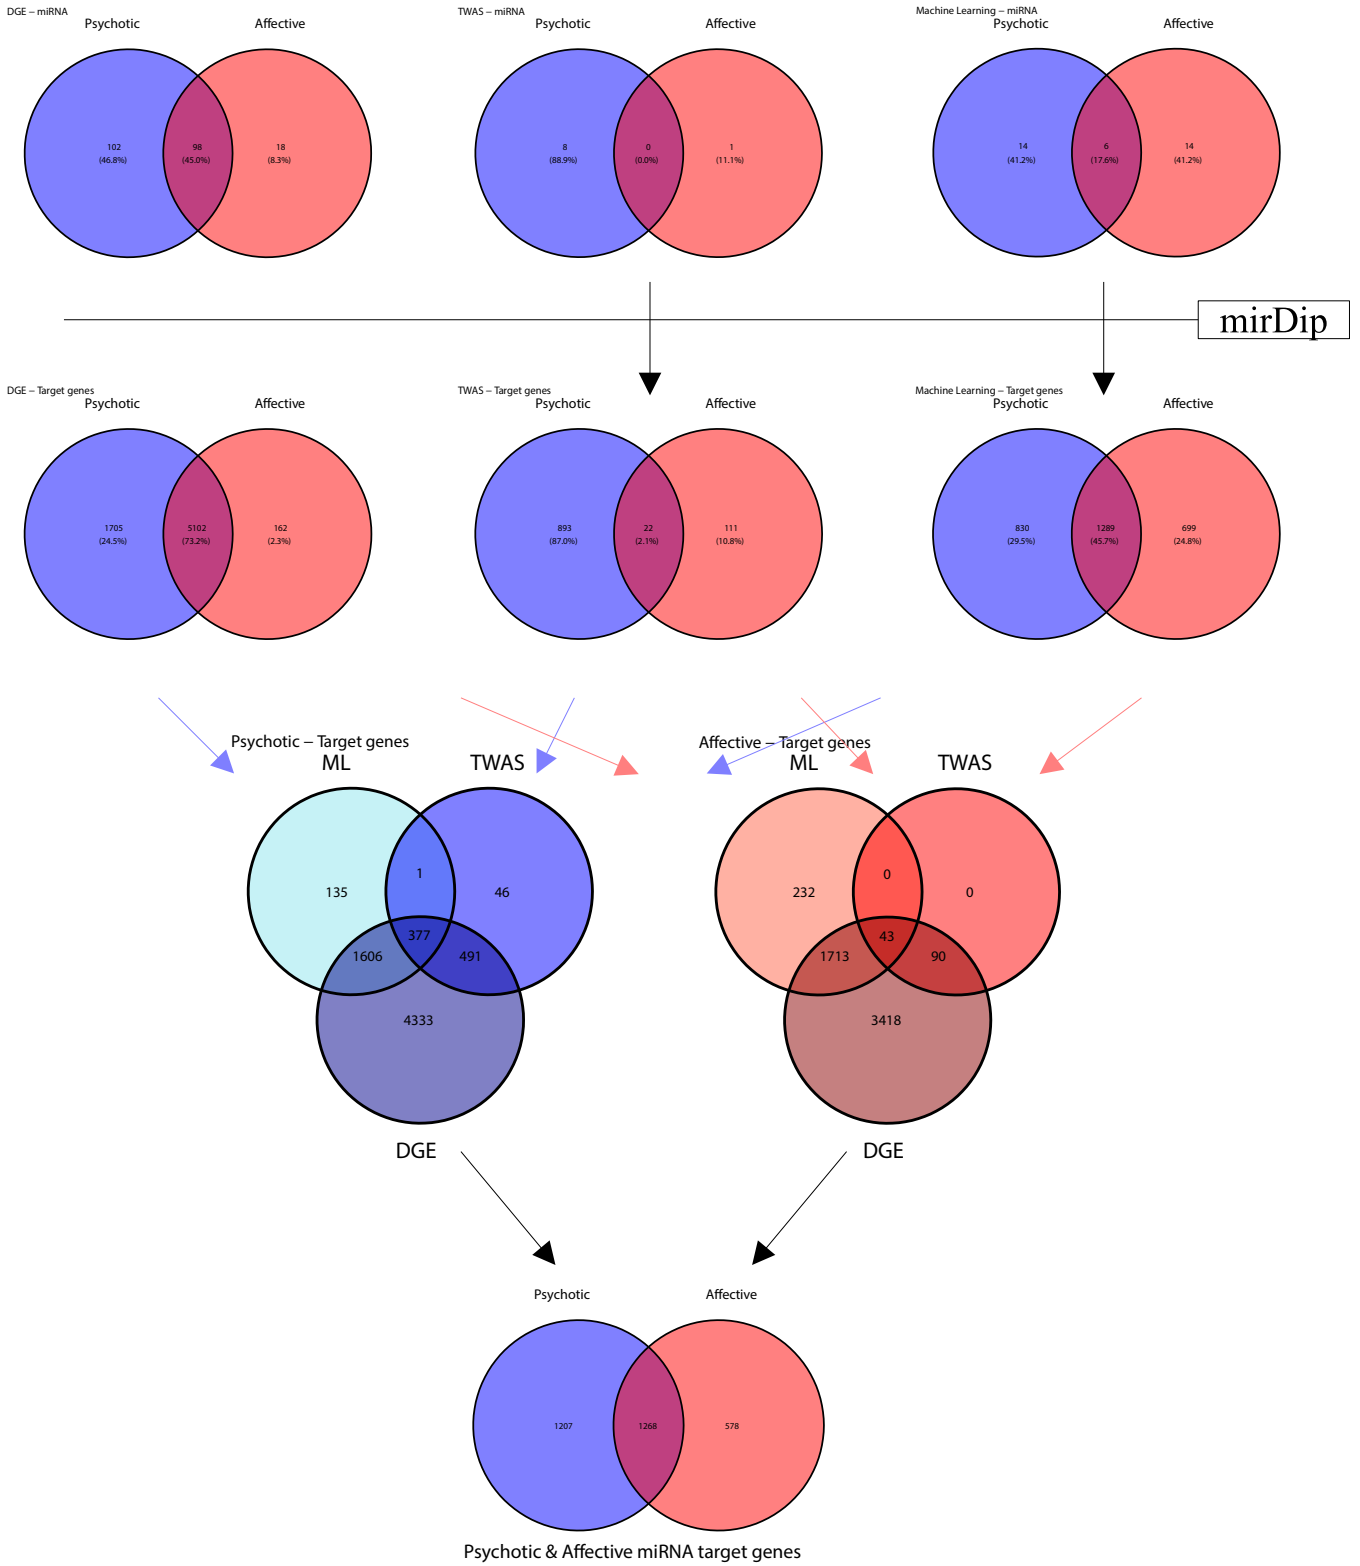 DGE – miRNA
Psychotic
Affective
102
(46.8%)
98
(45.0%)
18
(8.3%)
TWAS – miRNA
Psychotic
Affective
8
(88.9%)
0
(0.0%)
1
(11.1%)
Machine Learning – miRNA
Psychotic
Affective
14
(41.2%)
6
(17.6%)
14
(41.2%)
mirDip
DGE – Target genes
Psychotic
Affective
1705
(24.5%)
5102
(73.2%)
162
(2.3%)
TWAS – Target genes
Psychotic
Affective
893
(87.0%)
22
(2.1%)
111
(10.8%)
Machine Learning – Target genes
Psychotic
Affective
830
(29.5%)
1289
(45.7%)
699
(24.8%)
Psychotic – Target genes
ML
TWAS
135
1
46
377
1606
491
4333
DGE
Affective – Target genes
ML
TWAS
232
0
0
43
1713
90
3418
DGE
Psychotic
Affective
1207
1268
578
Psychotic & Affective miRNA target genes